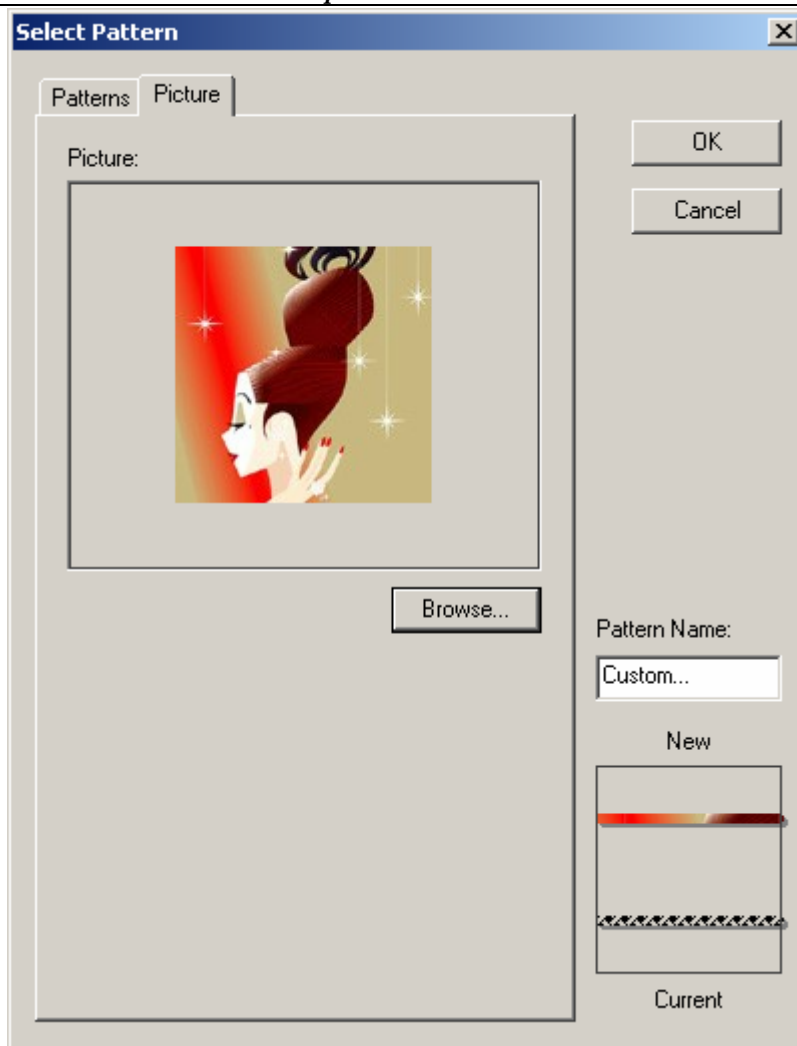 Select Pattern
Patterns Picture
Picture:
OK
Cancel
Browse...
Pattern Name:
Custom...
New
Current